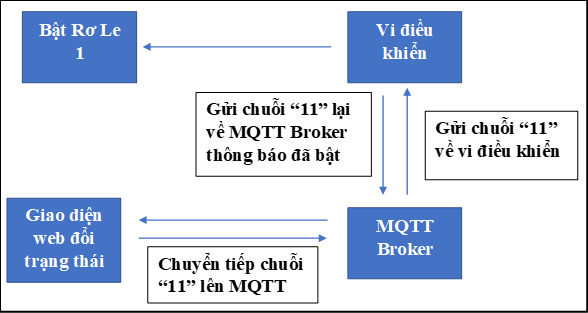 Bật Rơ Le
1
Vi điều
khiển
Gửi chuỗi “11” lại
về MQTT Broker
thông báo đã bật
Gửi chuỗi “11”
về vi điều khiển
Giao diện
web đổi
trạng thái
MQTT
Broker
Chuyển tiếp chuỗi
“11” lên MQTT